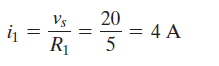 i₁ = Vs/R₁ = 20/5 = 4 A